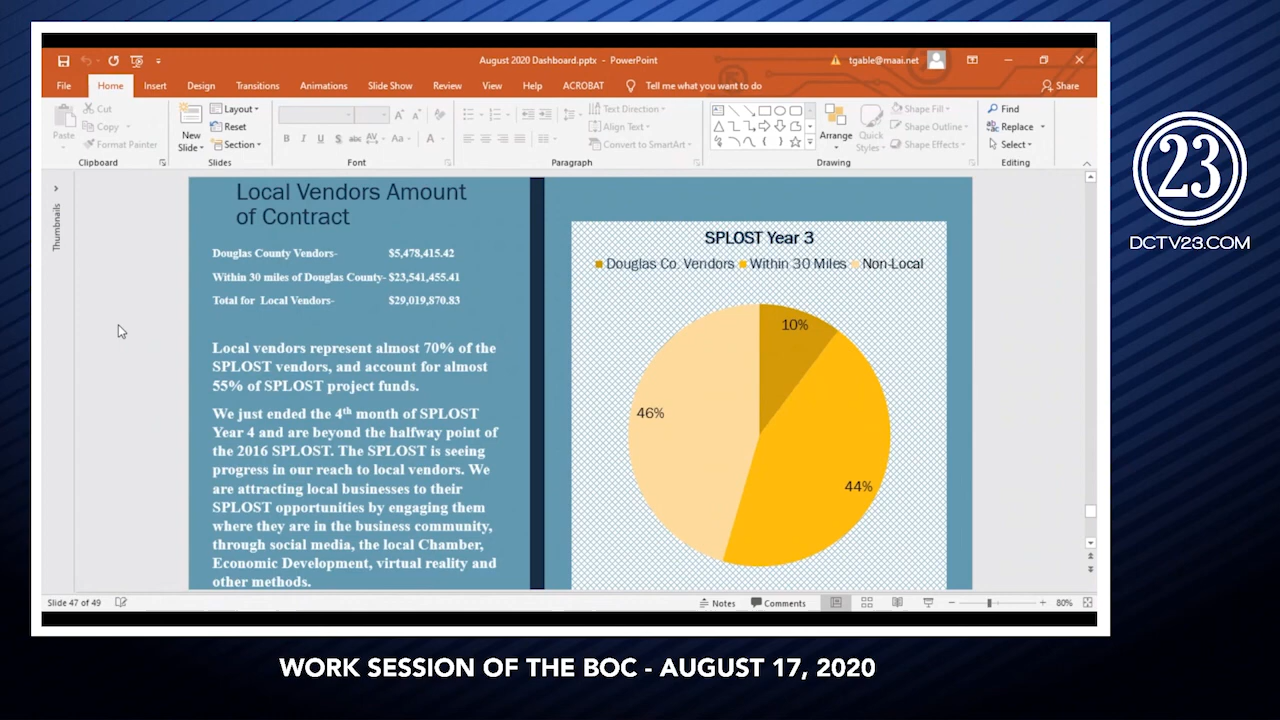 August 2020 Dashboard.pptx - PowerPoint
tgable@maai.net
File Home Insert Design Transitions Animations Slide Show Review View Help ACROBAT Tell me what you want to do Share
Paste
Cut
Copy
Format Painter
Clipboard
New
Slide
Layout
Reset
Section
Slides
B I U S abc AV Aa A
Font
Text Direction
Align Text
Convert to SmartArt
Paragraph
Arrange
Quick
Styles
Shape Fill
Shape Outline
Shape Effects
Drawing
Find
Replace
Select
Editing
Thumbnails
Local Vendors Amount
of Contract
Douglas County Vendors- $5,478,415.42
Within 30 miles of Douglas County- $23,541,455.41
Total for Local Vendors- $29,019,870.83
Local vendors represent almost 70% of the
SPLOST vendors, and account for almost
55% of SPLOST project funds.
We just ended the 4th month of SPLOST
Year 4 and are beyond the halfway point of
the 2016 SPLOST. The SPLOST is seeing
progress in our reach to local vendors. We
are attracting local businesses to their
SPLOST opportunities by engaging them
where they are in the business community,
through social media, the local Chamber,
Economic Development, virtual reality and
other methods.
SPLOST Year 3
Douglas Co. Vendors Within 30 Miles Non-Local
10%
46%
44%
Slide 47 of 49
Notes Comments 80%
23
DCTV23.COM
WORK SESSION OF THE BOC - AUGUST 17, 2020